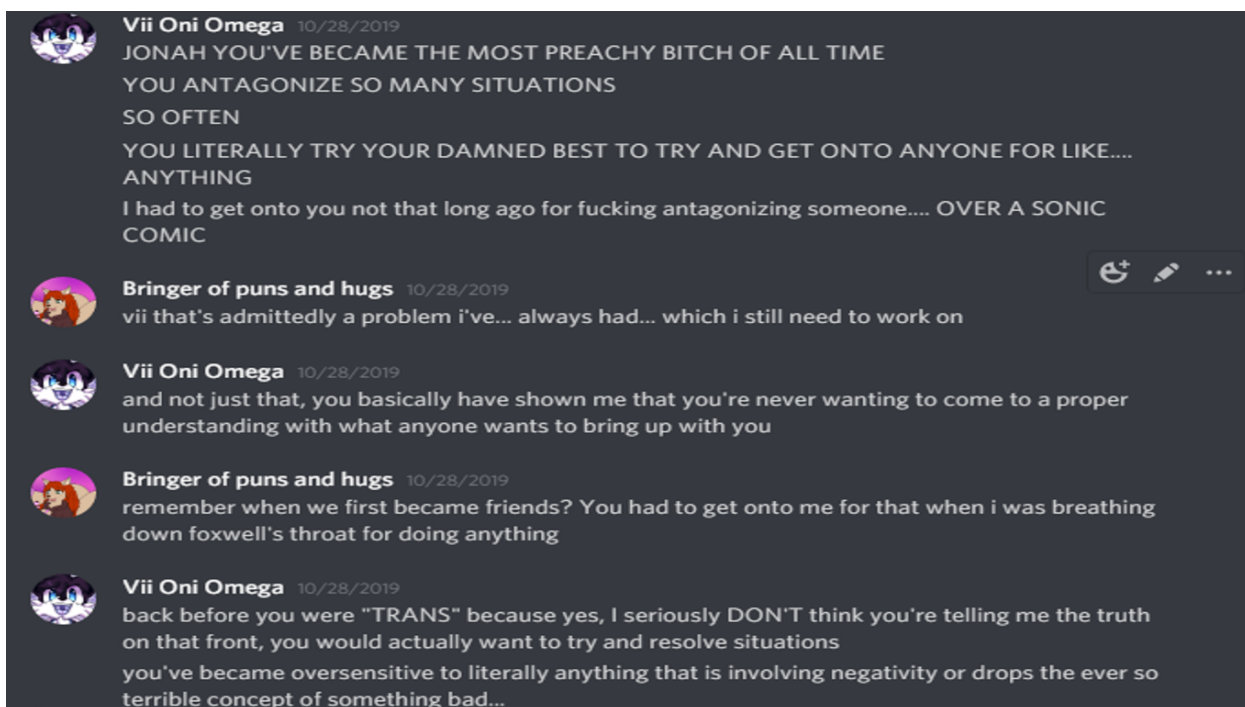 Vii Oni Omega 10/28/2019
JONAH YOU'VE BECAME THE MOST PREACHY BITCH OF ALL TIME
YOU ANTAGONIZE SO MANY SITUATIONS
SO OFTEN
YOU LITERALLY TRY YOUR DAMNED BEST TO TRY AND GET ONTO ANYONE FOR LIKE....
ANYTHING
I had to get onto you not that long ago for fucking antagonizing someone.... OVER A SONIC
COMIC
Bringer of puns and hugs 10/28/2019
vii that's admittedly a problem i've... always had... which i still need to work on
Vii Oni Omega 10/28/2019
and not just that, you basically have shown me that you're never wanting to come to a proper
understanding with what anyone wants to bring up with you
Bringer of puns and hugs 10/28/2019
remember when we first became friends? You had to get onto me for that when i was breathing
down foxwell's throat for doing anything
Vii Oni Omega 10/28/2019
back before you were "TRANS" because yes, I seriously DON'T think you're telling me the truth
on that front, you would actually want to try and resolve situations
you've became oversensitive to literally anything that is involving negativity or drops the ever so
terrible concept of something bad...